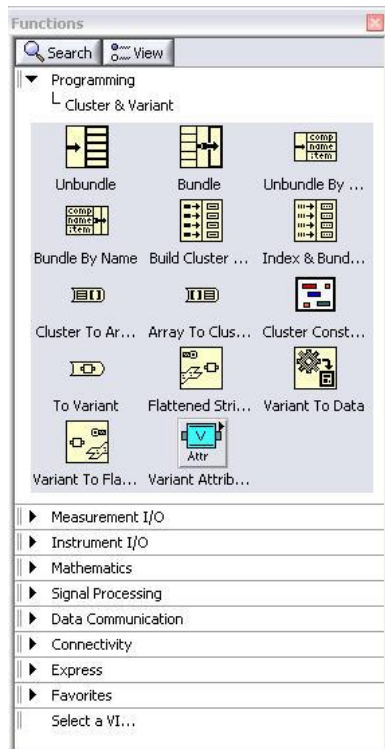 Functions
Search View
Programming
Cluster & Variant
Unbundle Bundle Unbundle By ...
comp
name
item
Bundle By Name Build Cluster ... Index & Bund...
comp
name
item
Cluster To Ar... Array To Clus... Cluster Const...
To Variant Flattened Stri... Variant To Data
V
Attr
Variant To Fla... Variant Attrib...
Measurement I/O
Instrument I/O
Mathematics
Signal Processing
Data Communication
Connectivity
Express
Favorites
Select a VI...